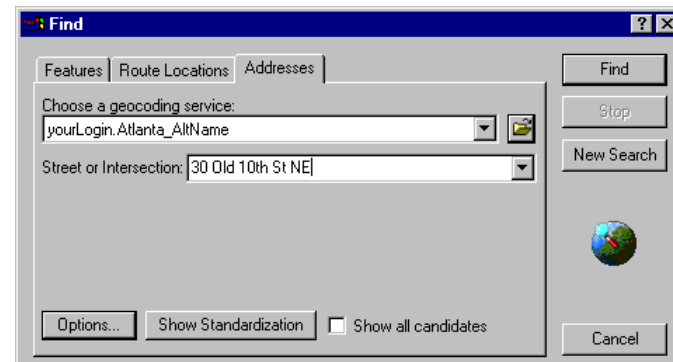 Find
Features Route Locations Addresses
Find
Choose a geocoding service:
yourLogin.Atlanta_AltName
Stop
Street or Intersection: 30 Old 10th St NE
New Search
Options... Show Standardization Show all candidates
Cancel